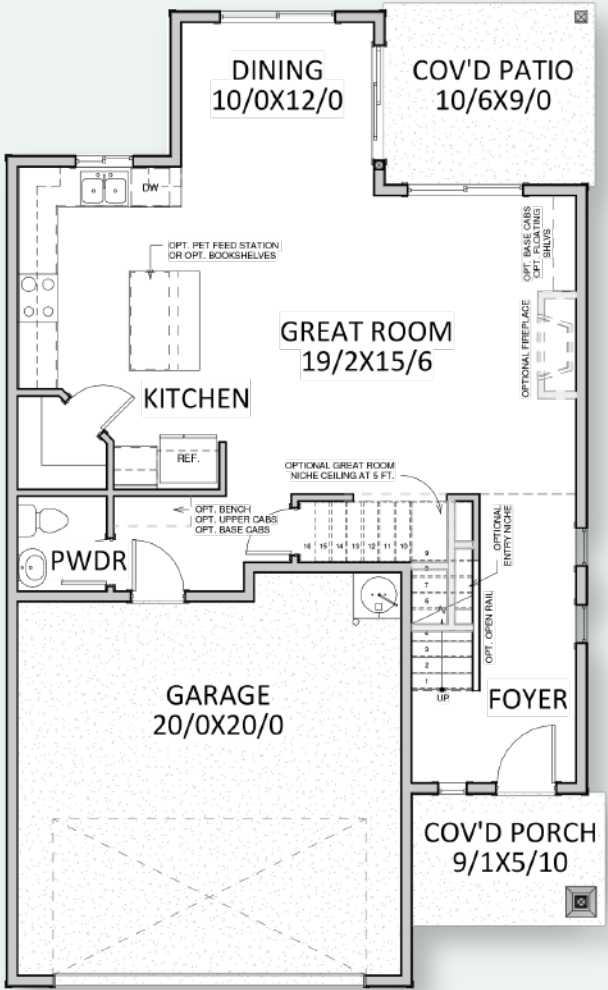 DINING
10/0X12/0
COV'D PATIO
10/6X9/0
DW
OPT. PET FEED STATION
OR OPT. BOOKSHELVES
OPT. BASE CABS
OPT. FLOATING
SHLVS
OPTIONAL FIREPLACE
GREAT ROOM
19/2X15/6
KITCHEN
REF.
OPTIONAL GREAT ROOM
NICHE CEILING AT 5 FT.
OPT. BENCH
OPT. UPPER CABS
OPT. BASE CABS
OPTIONAL
ENTRY NICHE
PWDR
16 15 14 13 12 11 10
9
8
7
6
OPT. OPEN RAIL
3
2
1
UP
FOYER
GARAGE
20/0X20/0
COV'D PORCH
9/1X5/10